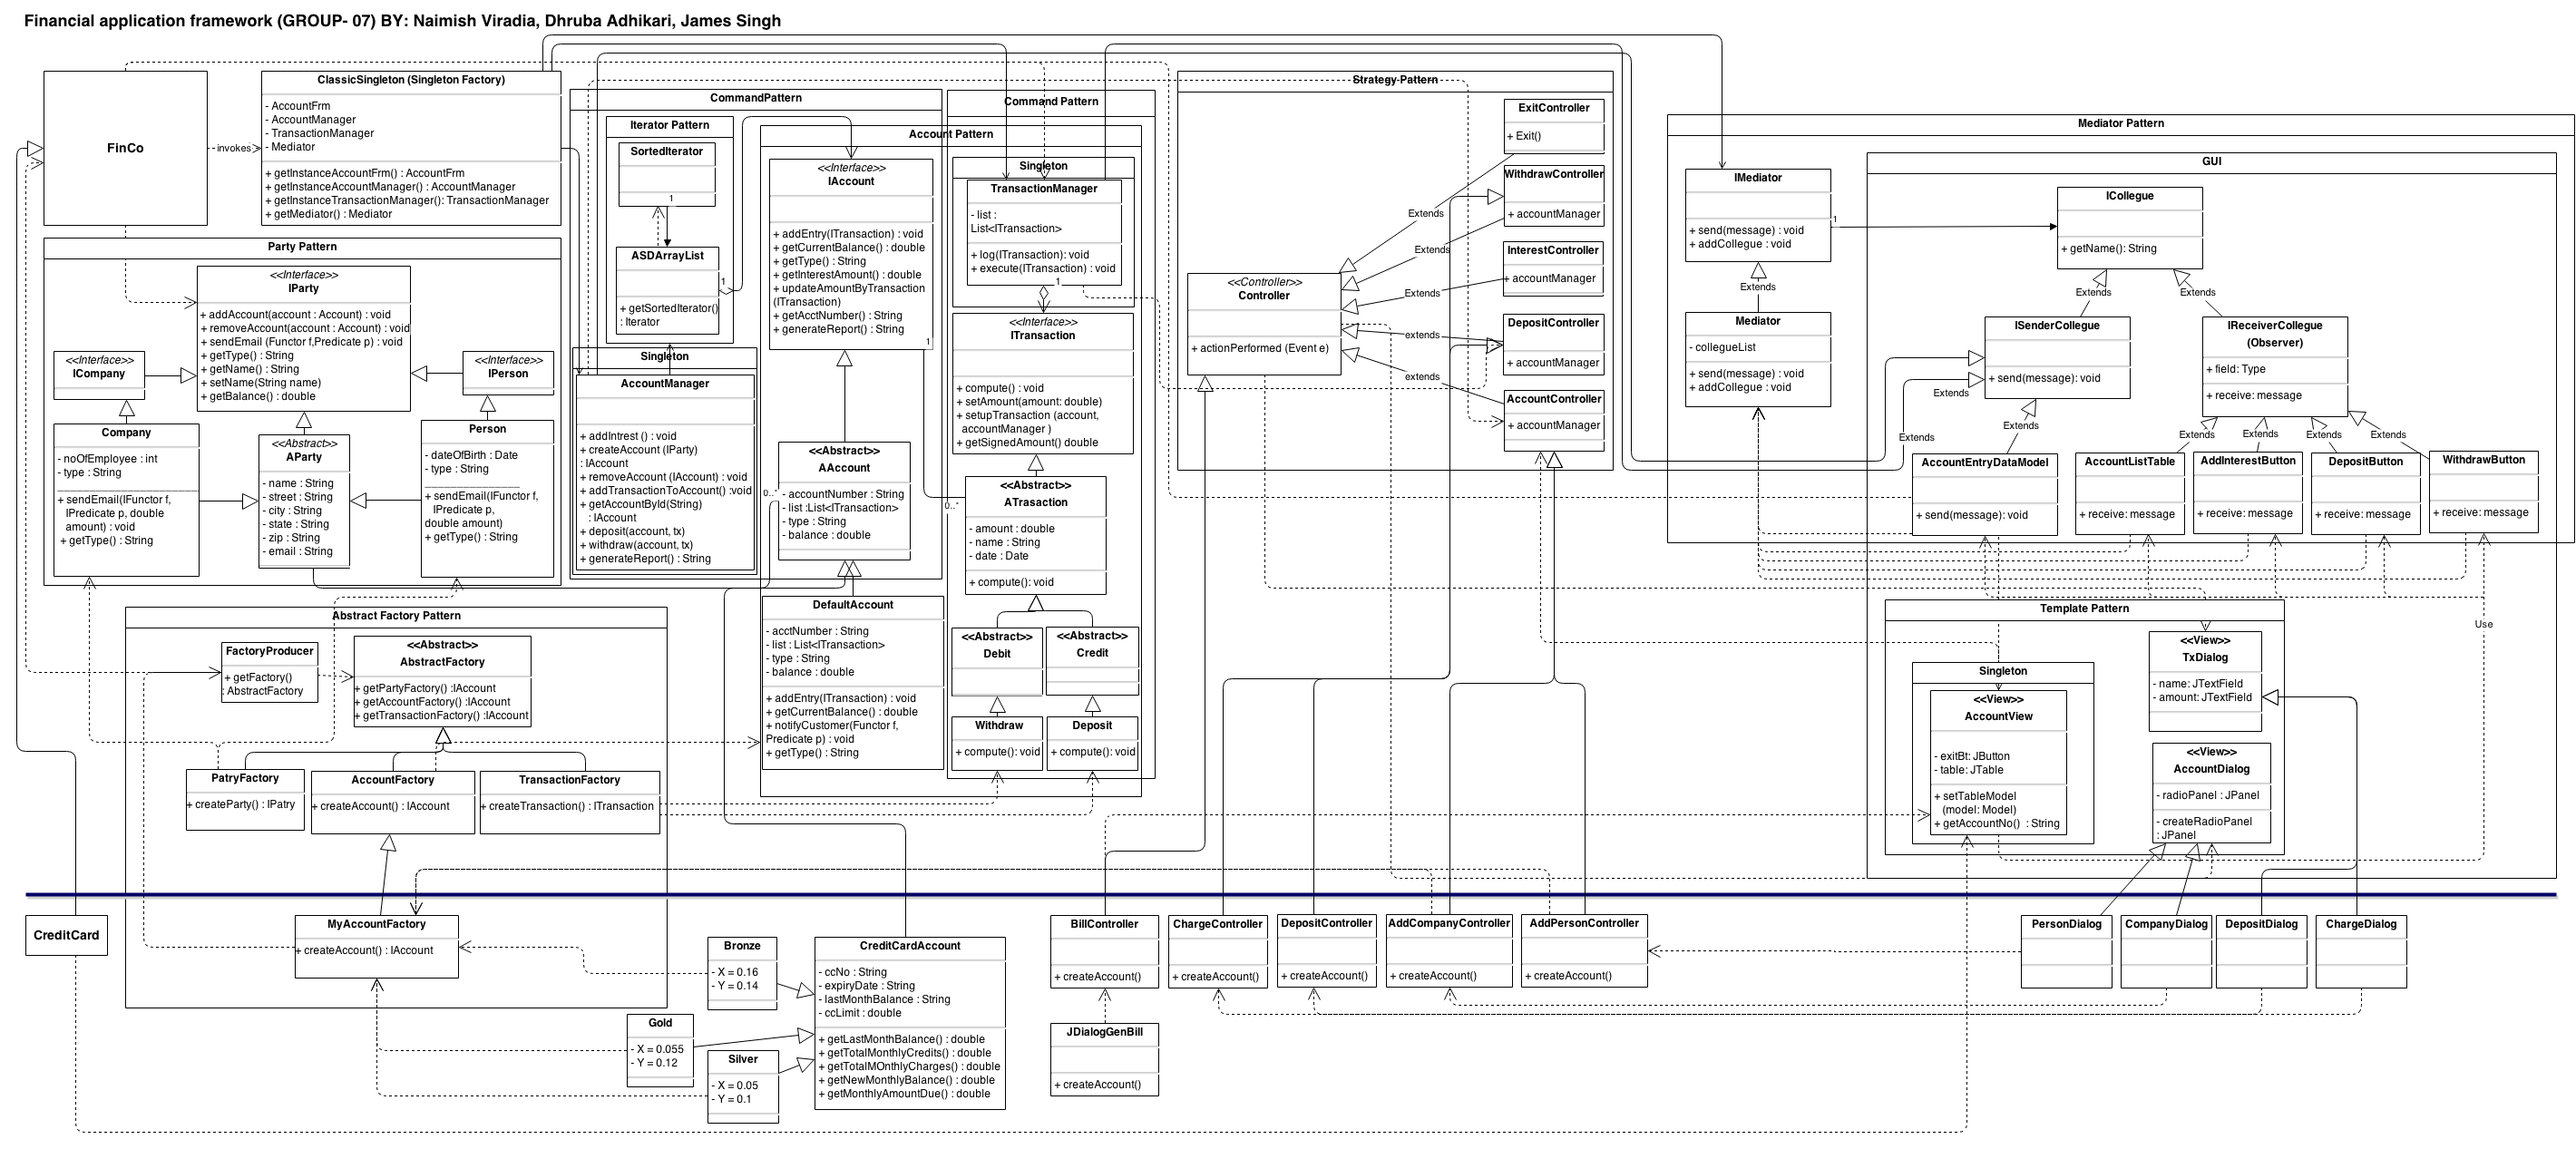 Financial application framework (GROUP- 07) BY: Naimish Viradia, Dhruba Adhikari, James Singh
FinCo
invokes
ClassicSingleton (Singleton Factory)
- AccountFrm
- AccountManager
- TransactionManager
- Mediator
+ getInstanceAccountFrm() : AccountFrm
+ getInstanceAccountManager() : AccountManager
+ getInstanceTransactionManager(): TransactionManager
+ getMediator() : Mediator
Party Pattern
<<Interface>>
IParty
+ addAccount(account : Account) : void
+ removeAccount(account : Account) : void
+ sendEmail (Functor f,Predicate p) : void
+ getType() : String
+ getName() : String
+ setName(String name)
+ getBalance() : double
<<Interface>>
ICompany
<<Interface>>
IPerson
Company
- noOfEmployee : int
- type : String
+ sendEmail(IFunctor f,
IPredicate p, double
amount) : void
+ getType() : String
<<Abstract>>
AParty
- name : String
- street : String
- city : String
- state : String
- zip : String
- email : String
Person
- dateOfBirth : Date
- type : String
+ sendEmail(IFunctor f,
IPredicate p,
double amount)
+ getType() : String
CommandPattern
Iterator Pattern
SortedIterator
1
ASDArrayList
+ getSortedIterator()
: Iterator
1
Singleton
AccountManager
+ addIntrest () : void
+ createAccount (IParty)
: IAccount
+ removeAccount (IAccount) : void
+ addTransactionToAccount() :void
+ getAccountById(String)
: IAccount
+ deposit(account, tx)
+ withdraw(account, tx)
+ generateReport() : String
Command Pattern
Account Pattern
<<Interface>>
IAccount
+ addEntry(ITransaction) : void
+ getCurrentBalance() : double
+ getType() : String
+ getInterestAmount() : double
+ updateAmountByTransaction
(ITransaction)
+ getAcctNumber() : String
+ generateReport() : String
1
0..*
<<Abstract>>
AAccount
- accountNumber : String
- list :List<ITransaction>
- type : String
- balance : double
DefaultAccount
- acctNumber : String
- list : List<ITransaction>
- type : String
- balance : double
+ addEntry(ITransaction) : void
+ getCurrentBalance() : double
+ notifyCustomer(Functor f,
Predicate p) : void
+ getType() : String
Singleton
TransactionManager
- list :
List<ITransaction>
+ log(ITransaction): void
+ execute(ITransaction) : void
1
<<Interface>>
ITransaction
+ compute() : void
+ setAmount(amount: double)
+ setupTransaction (account,
accountManager )
+ getSignedAmount() double
0..*
<<Abstract>>
ATrasaction
- amount : double
- name : String
- date : Date
+ compute(): void
<<Abstract>>
Debit
<<Abstract>>
Credit
Withdraw
+ compute(): void
Deposit
+ compute(): void
Strategy Pattern
ExitController
+ Exit()
WithdrawController
+ accountManager
InterestController
+ accountManager
DepositController
+ accountManager
AccountController
+ accountManager
Extends
Extends
Extends
extends
extends
<<Controller>>
Controller
+ actionPerformed (Event e)
Mediator Pattern
IMediator
+ send(message) : void
+ addCollegue : void
1
Extends
Mediator
- collegueList
+ send(message) : void
+ addCollegue : void
GUI
ICollegue
+ getName(): String
Extends
Extends
ISenderCollegue
+ send(message): void
IReceiverCollegue
(Observer)
+ field: Type
+ receive: message
Extends
Extends
Extends
Extends
Extends
Extends
Extends
AccountEntryDataModel
+ send(message): void
AccountListTable
+ receive: message
AddInterestButton
+ receive: message
DepositButton
+ receive: message
WithdrawButton
+ receive: message
Use
Template Pattern
Singleton
<<View>>
AccountView
- exitBt: JButton
- table: JTable
+ setTableModel
(model: Model)
+ getAccountNo() : String
<<View>>
TxDialog
- name: JTextField
- amount: JTextField
<<View>>
AccountDialog
- radioPanel : JPanel
- createRadioPanel
: JPanel
Abstract Factory Pattern
FactoryProducer
+ getFactory()
: AbstractFactory
<<Abstract>>
AbstractFactory
+ getPartyFactory() :IAccount
+ getAccountFactory() :IAccount
+ getTransactionFactory() :IAccount
PatryFactory
+ createParty() : IPatry
AccountFactory
+ createAccount() : IAccount
TransactionFactory
+ createTransaction() : ITransaction
CreditCard
MyAccountFactory
+ createAccount() : IAccount
Bronze
- X = 0.16
- Y = 0.14
Gold
- X = 0.055
- Y = 0.12
Silver
- X = 0.05
- Y = 0.1
CreditCardAccount
- ccNo : String
- expiryDate : String
- lastMonthBalance : String
- ccLimit : double
+ getLastMonthBalance() : double
+ getTotalMonthlyCredits() : double
+ getTotalMOnthlyCharges() : double
+ getNewMonthlyBalance() : double
+ getMonthlyAmountDue() : double
BillController
+ createAccount()
ChargeController
+ createAccount()
DepositController
+ createAccount()
AddCompanyController
+ createAccount()
AddPersonController
+ createAccount()
JDialogGenBill
+ createAccount()
PersonDialog
CompanyDialog
DepositDialog
ChargeDialog